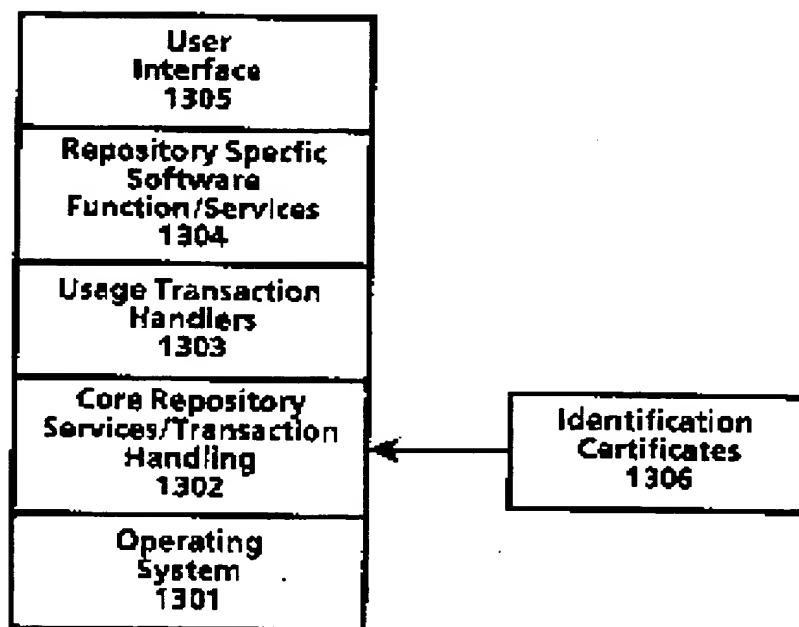 User
Interface
1305
Repository Specfic
Software
Function/Services
1304
Usage Transaction
Handlers
1303
Core Repository
Services/Transaction
Handling
1302
Identification
Certificates
1306
Operating
System
1301